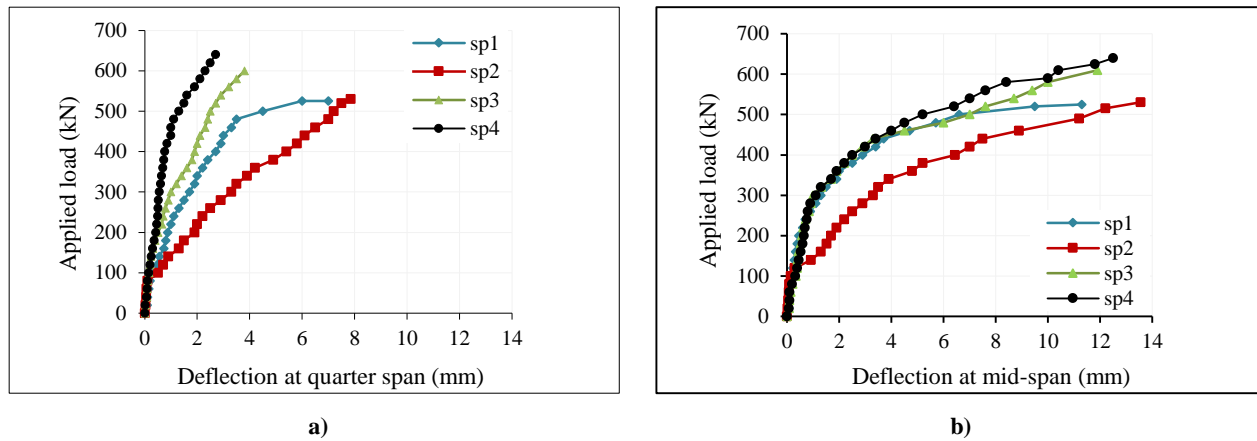 700
600
500
400
300
200
100
0
Applied load (kN)
sp1
sp2
sp3
sp4
0 2 4 6 8 10 12 14
Deflection at quarter span (mm)
a)
700
600
500
400
300
200
100
0
Applied load (kN)
sp1
sp2
sp3
sp4
0 2 4 6 8 10 12 14
Deflection at mid-span (mm)
b)